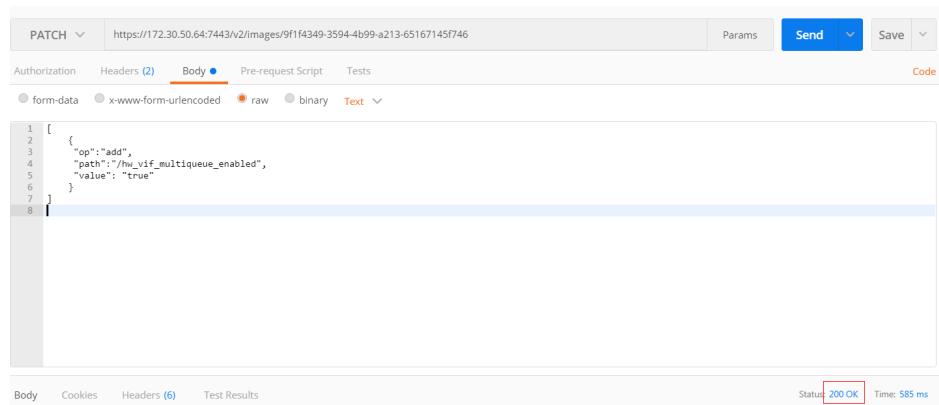 PATCH https://172.30.50.64:7443/v2/images/9f1f4349-3594-4b99-a213-65167145f746 Params Send Save
Authorization Headers (2) Body Pre-request Script Tests Code
form-data x-www-form-urlencoded raw binary Text
1 [
2 {
3 "op":"add",
4 "path":"/hw_vif_multiqueue_enabled",
5 "value": "true"
6 }
7 ]
8
Body Cookies Headers (6) Test Results Status: 200 OK Time: 585 ms